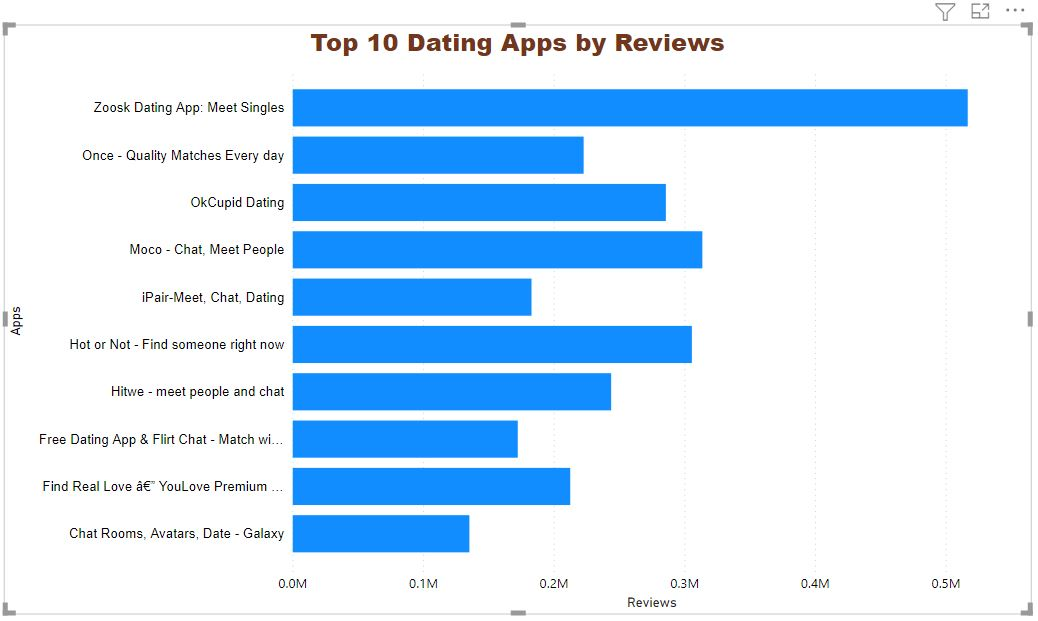 Top 10 Dating Apps by Reviews
Zoosk Dating App: Meet Singles
Once - Quality Matches Every day
OkCupid Dating
Moco - Chat, Meet People
iPair-Meet, Chat, Dating
Hot or Not - Find someone right now
Hitwe - meet people and chat
Free Dating App & Flirt Chat - Match wi...
Find Real Love â€” YouLove Premium ...
Chat Rooms, Avatars, Date - Galaxy
Apps
0.0M 0.1M 0.2M 0.3M 0.4M 0.5M
Reviews